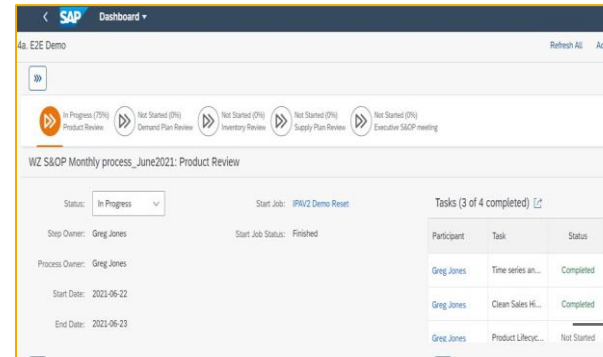 SAP Dashboard
4a. E2E Demo Refresh All
In Progress (75%) Not Started (0%) Not Started (0%) Not Started (0%) Not Started (0%)
Product Review Demand Plan Review Inventory Review Supply Plan Review Executive S&OP meeting
WZ S&OP Monthly process_June2021: Product Review
Status: In Progress Start Job: IPAV2 Demo Reset Tasks (3 of 4 completed)
Step Owner: Greg Jones Start Job Status: Finished Participant Task Status
Process Owner: Greg Jones Greg Jones Time series an... Completed
Start Date: 2021-06-22 Greg Jones Clean Sales Hi... Completed
End Date: 2021-06-23 Greg Jones Product Lifecyc... Not Started